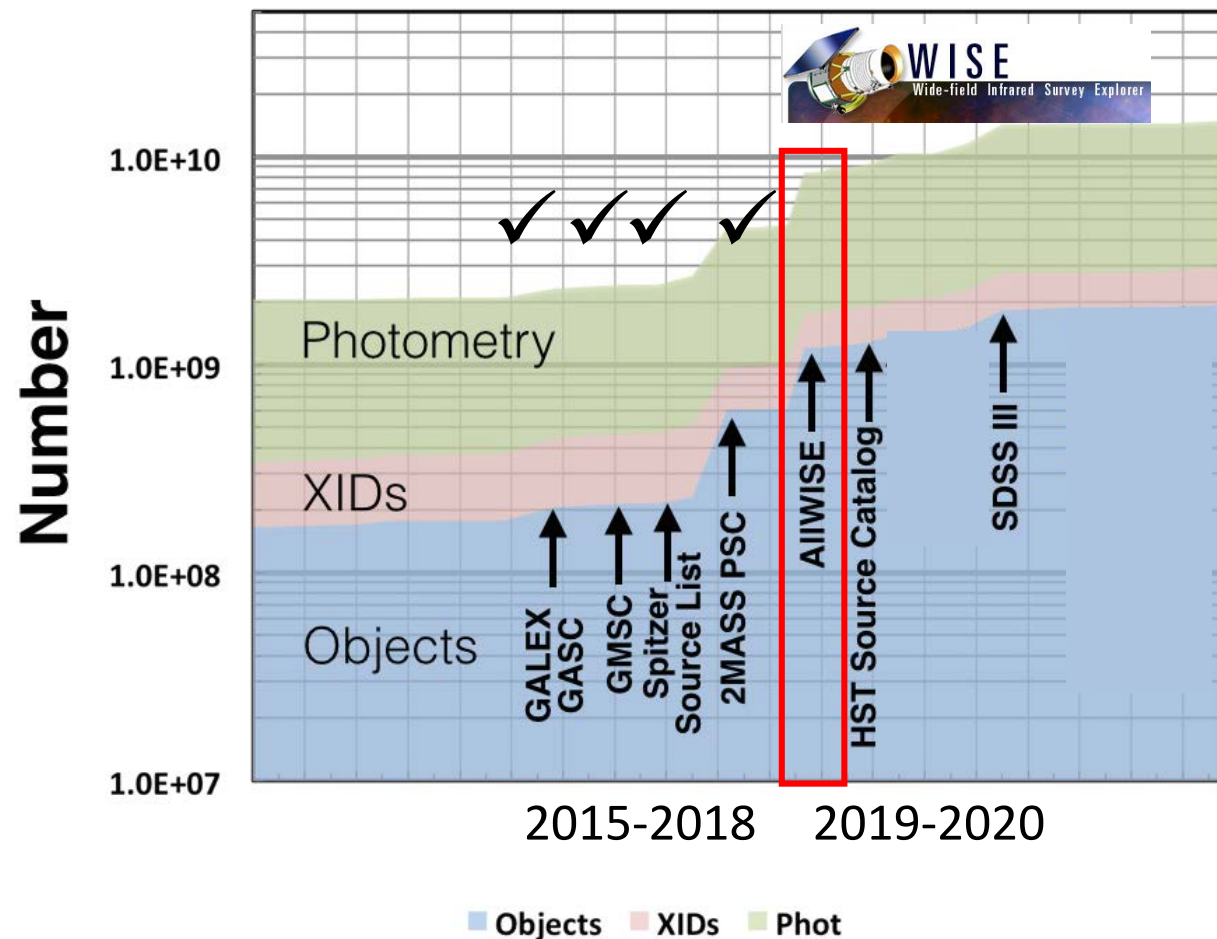 WISE
Wide-field Infrared Survey Explorer
Number
1.0E+10
1.0E+09
1.0E+08
1.0E+07
Photometry
XIDs
Objects
GALEX
GASC
GMSC
Spitzer
Source List
2MASS PSC
AllWISE
HST Source Catalog
SDSS III
2015-2018
2019-2020
Objects XIDs Phot